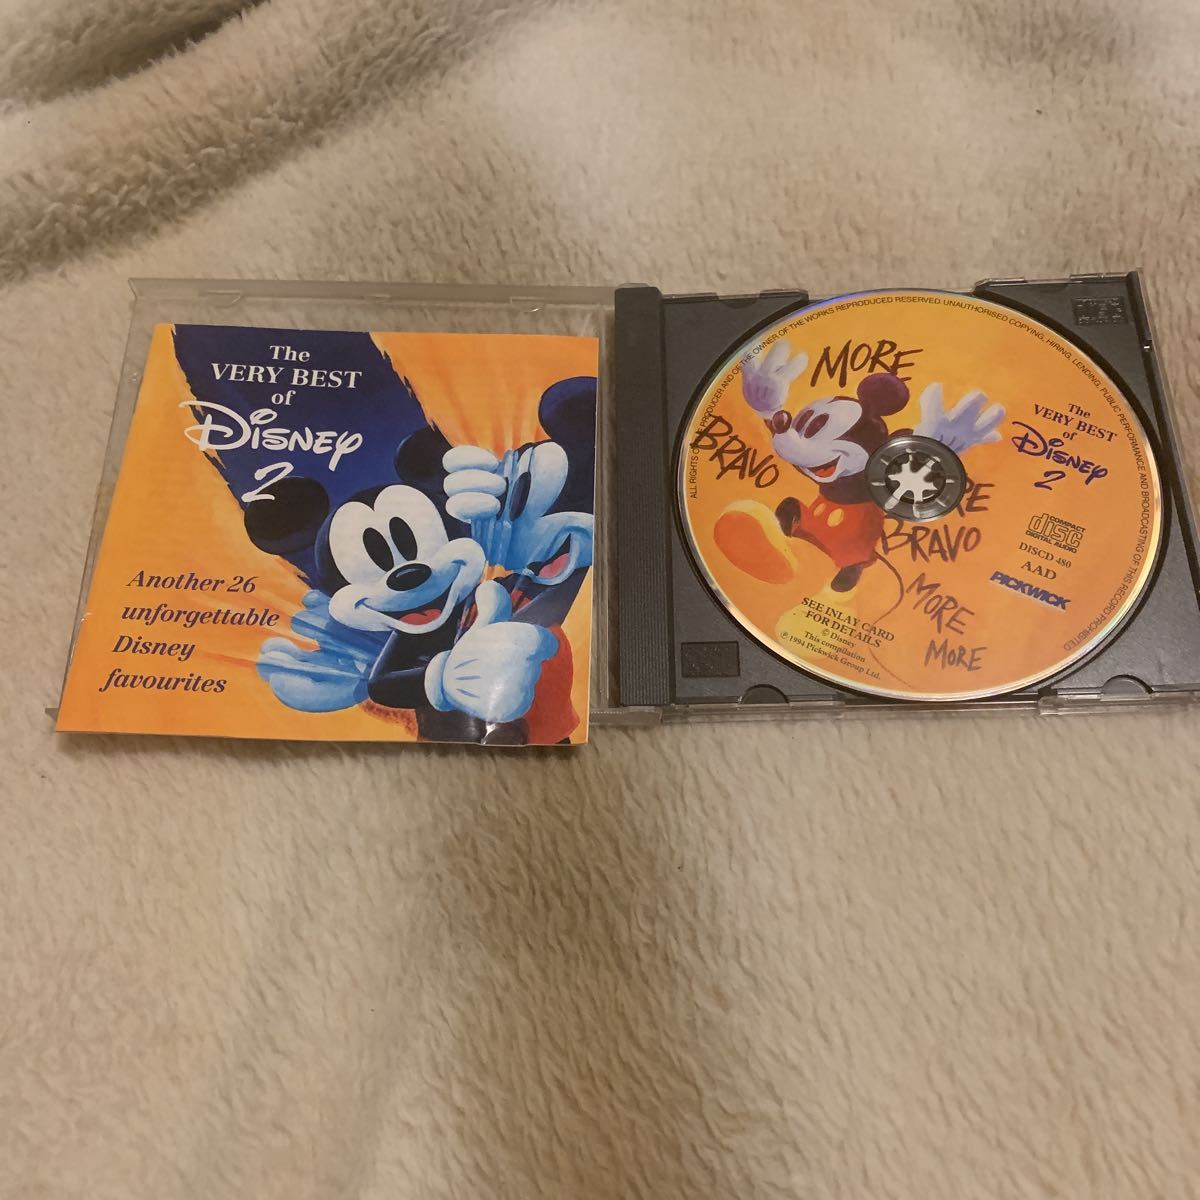 The
VERY BEST
of
Disney
2
Another 26
unforgettable
Disney
favourites
ALL RIGHTS OF THE PRODUCER AND OF THE OWNER OF THE WORKS REPRODUCED RESERVED. UNAUTHORISED COPYING, HIRING, LENDING, PUBLIC PERFORMANCE AND BROADCASTING OF THIS RECORD PROHIBITED
MORE
BRAVO
The
VERY BEST
of
Disney
2
BRAVO
MORE
MORE
COMPACT
disc
DIGITAL AUDIO
DISCD 480
AAD
PICKWICK
SEE INLAY CARD
FOR DETAILS
© Disney
This compilation
℗ 1994 Pickwick Group Ltd.